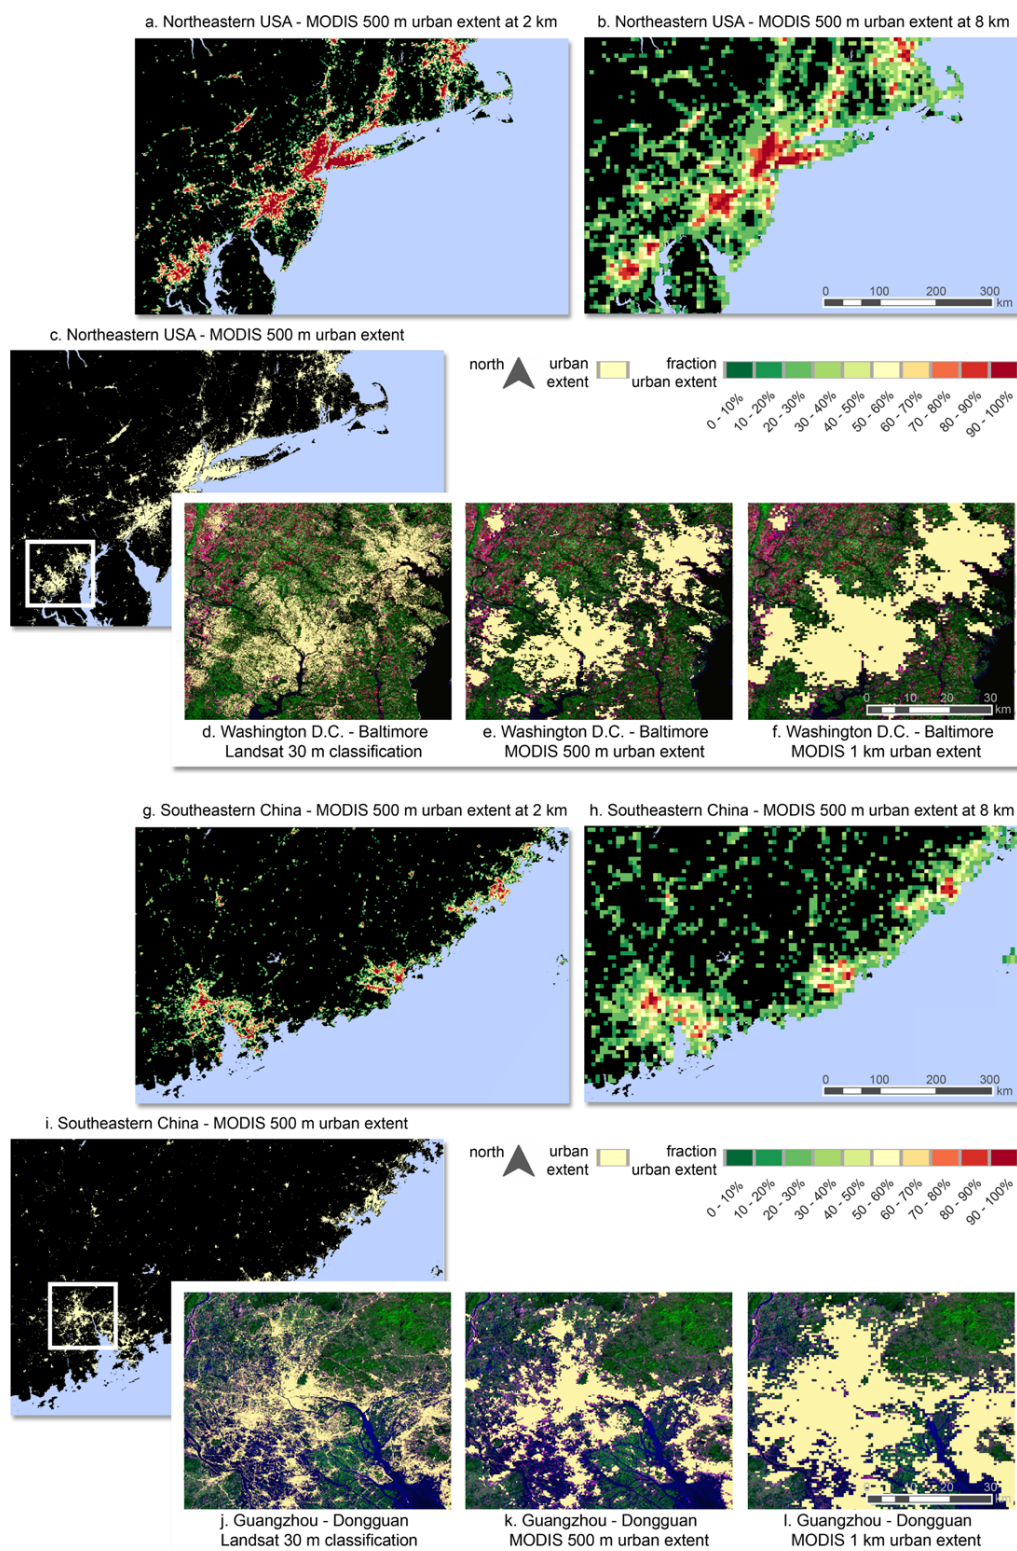 a. Northeastern USA - MODIS 500 m urban extent at 2 km
b. Northeastern USA - MODIS 500 m urban extent at 8 km
0 100 200 300
km
c. Northeastern USA - MODIS 500 m urban extent
north
urban
extent
fraction
urban extent
0 - 10%
10 - 20%
20 - 30%
30 - 40%
40 - 50%
50 - 60%
60 - 70%
70 - 80%
80 - 90%
90 - 100%
0 10 20 30
km
d. Washington D.C. - Baltimore
Landsat 30 m classification
e. Washington D.C. - Baltimore
MODIS 500 m urban extent
f. Washington D.C. - Baltimore
MODIS 1 km urban extent
g. Southeastern China - MODIS 500 m urban extent at 2 km
h. Southeastern China - MODIS 500 m urban extent at 8 km
0 100 200 300
km
i. Southeastern China - MODIS 500 m urban extent
north
urban
extent
fraction
urban extent
0 - 10%
10 - 20%
20 - 30%
30 - 40%
40 - 50%
50 - 60%
60 - 70%
70 - 80%
80 - 90%
90 - 100%
0 10 20 30
km
j. Guangzhou - Dongguan
Landsat 30 m classification
k. Guangzhou - Dongguan
MODIS 500 m urban extent
l. Guangzhou - Dongguan
MODIS 1 km urban extent